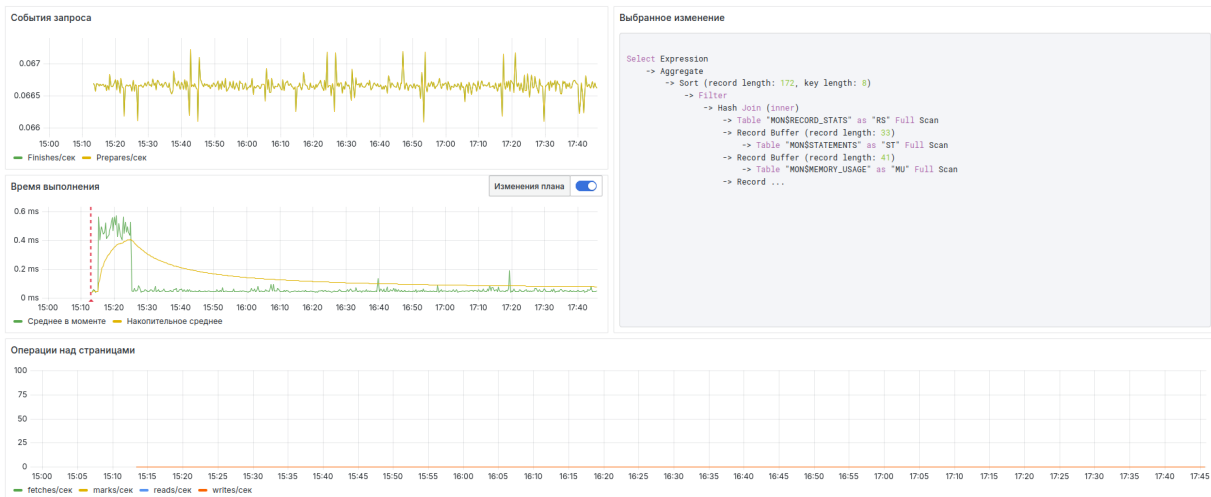 События запроса
0.067
0.0665
0.066
15:00 15:10 15:20 15:30 15:40 15:50 16:00 16:10 16:20 16:30 16:40 16:50 17:00 17:10 17:20 17:30 17:40
Finishes/сек Prepares/сек
Время выполнения
Изменения плана
0.6 ms
0.4 ms
0.2 ms
0 ms
15:00 15:10 15:20 15:30 15:40 15:50 16:00 16:10 16:20 16:30 16:40 16:50 17:00 17:10 17:20 17:30 17:40
Среднее в моменте Накопительное среднее
Выбранное изменение
Select Expression
-> Aggregate
-> Sort (record length: 172, key length: 8)
-> Filter
-> Hash Join (inner)
-> Table "MON$RECORD_STATS" as "RS" Full Scan
-> Record Buffer (record length: 33)
-> Table "MON$STATEMENTS" as "ST" Full Scan
-> Record Buffer (record length: 41)
-> Table "MON$MEMORY_USAGE" as "MU" Full Scan
-> Record ...
Операции над страницами
100
75
50
25
0
15:00 15:05 15:10 15:15 15:20 15:25 15:30 15:35 15:40 15:45 15:50 15:55 16:00 16:05 16:10 16:15 16:20 16:25 16:30 16:35 16:40 16:45 16:50 16:55 17:00 17:05 17:10 17:15 17:20 17:25 17:30 17:35 17:40 17:45
fetches/сек marks/сек reads/сек writes/сек